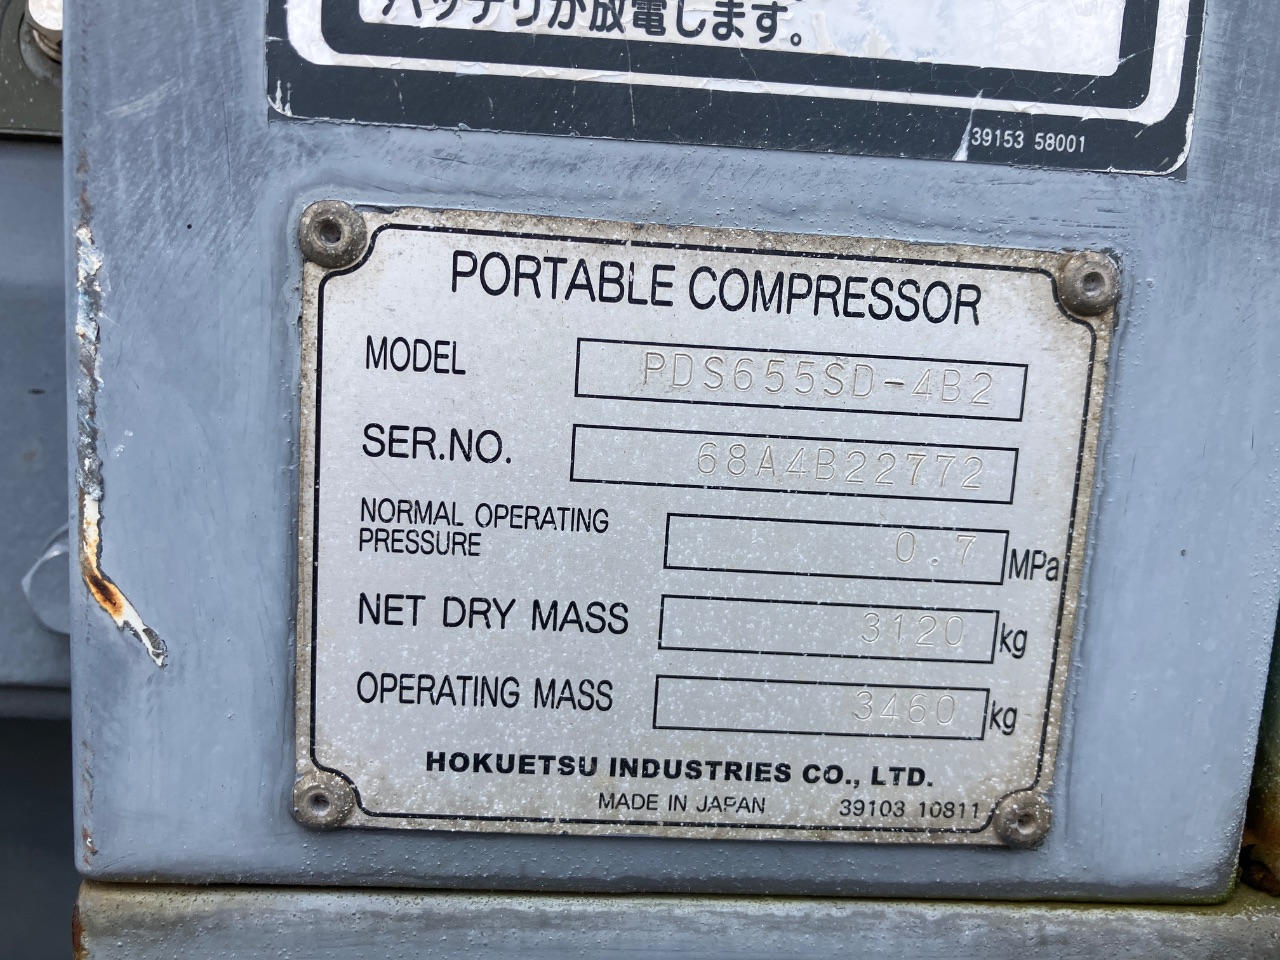 バッテリが放電します。
39153 58001
PORTABLE COMPRESSOR
MODEL PDS655SD-4B2
SER.NO. 68A4B22772
NORMAL OPERATING
PRESSURE 0.7 MPa
NET DRY MASS 3120 kg
OPERATING MASS 3460 kg
HOKUETSU INDUSTRIES CO., LTD.
MADE IN JAPAN 39103 10811